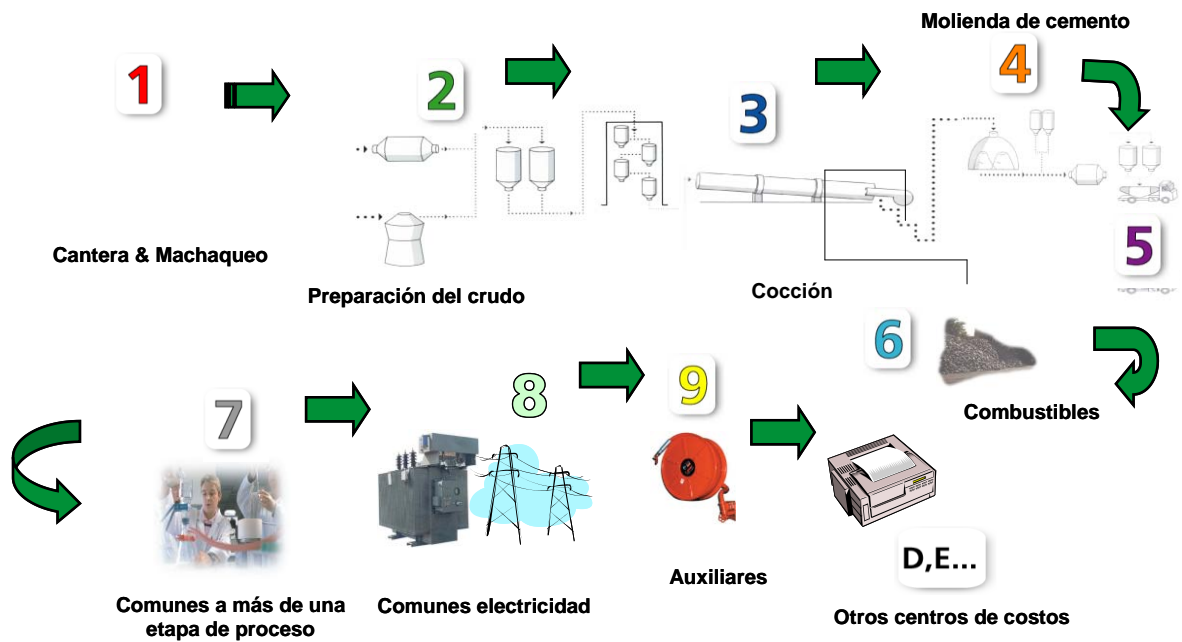 Molienda de cemento
1
2
3
4
Cantera & Machaqueo
Preparación del crudo
Cocción
5
6
Combustibles
7
8
9
Comunes a más de una
etapa de proceso
Comunes electricidad
Auxiliares
D,E...
Otros centros de costos